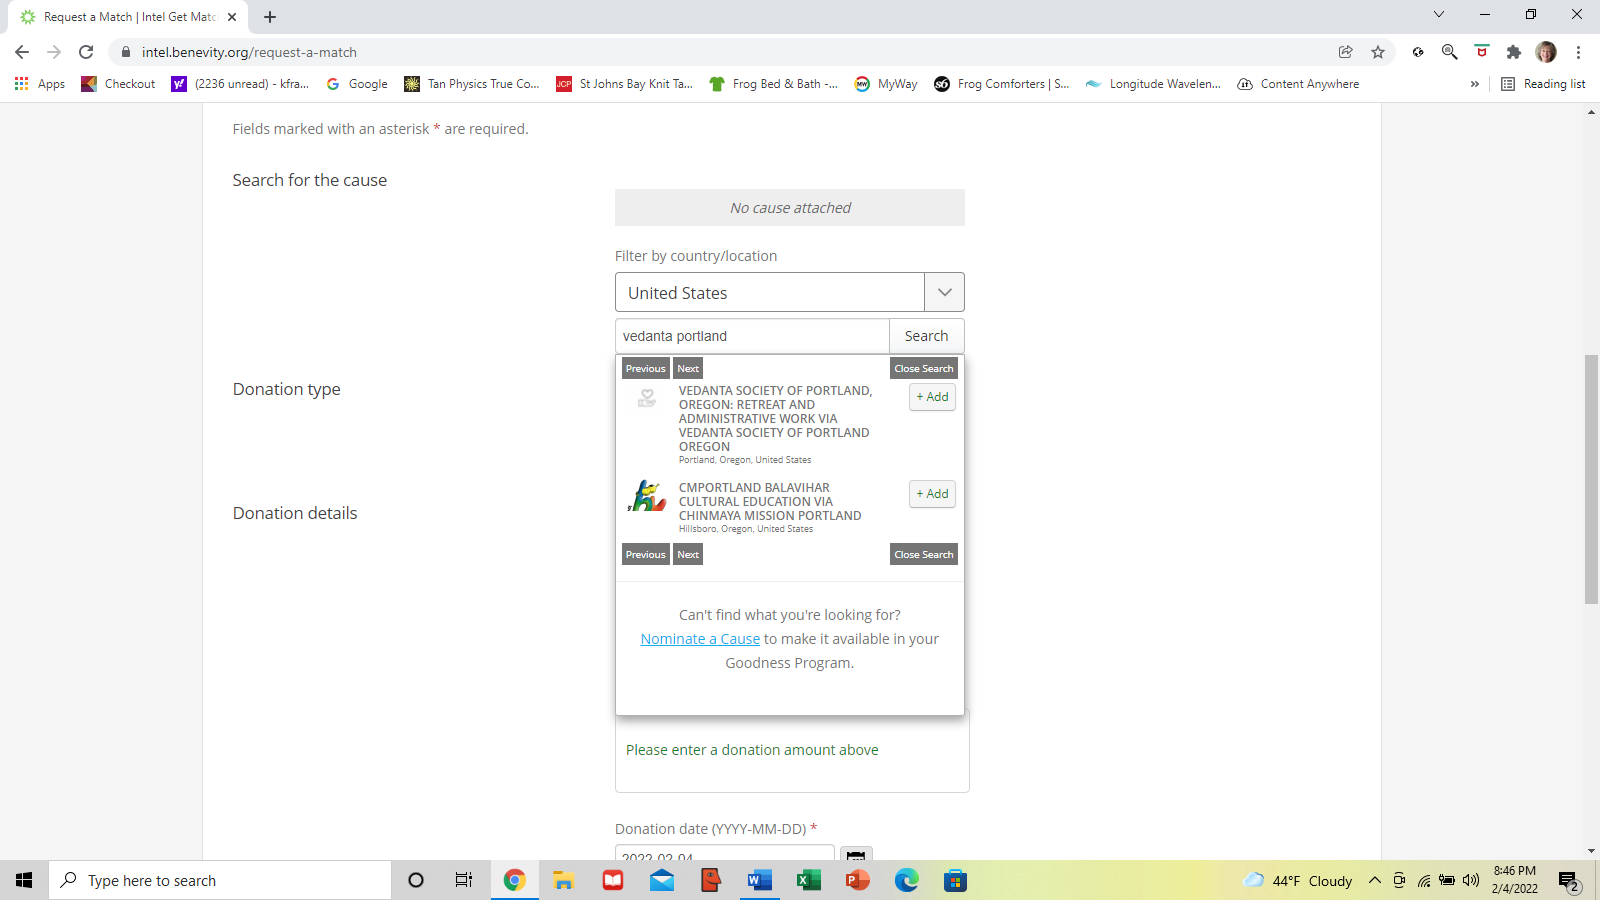 Request a Match | Intel Get Matc
intel.benevity.org/request-a-match
Apps
Checkout
(2236 unread) - kfra...
Google
Tan Physics True Co...
JCP
St Johns Bay Knit Ta...
Frog Bed & Bath -...
MyWay
Frog Comforters | S...
Longitude Wavelen...
Content Anywhere
»
Reading list
Fields marked with an asterisk * are required.
Search for the cause
No cause attached
Filter by country/location
United States
vedanta portland
Search
Previous
Next
Close Search
VEDANTA SOCIETY OF PORTLAND,
OREGON: RETREAT AND
ADMINISTRATIVE WORK VIA
VEDANTA SOCIETY OF PORTLAND
OREGON
Portland, Oregon, United States
+ Add
CMPORTLAND BALAVIHAR
CULTURAL EDUCATION VIA
CHINMAYA MISSION PORTLAND
Hillsboro, Oregon, United States
+ Add
Previous
Next
Close Search
Can't find what you're looking for?
Nominate a Cause to make it available in your
Goodness Program.
Donation type
Donation details
Please enter a donation amount above
Donation date (YYYY-MM-DD) *
2022-02-04
Type here to search
44°F Cloudy
8:46 PM
2/4/2022
2